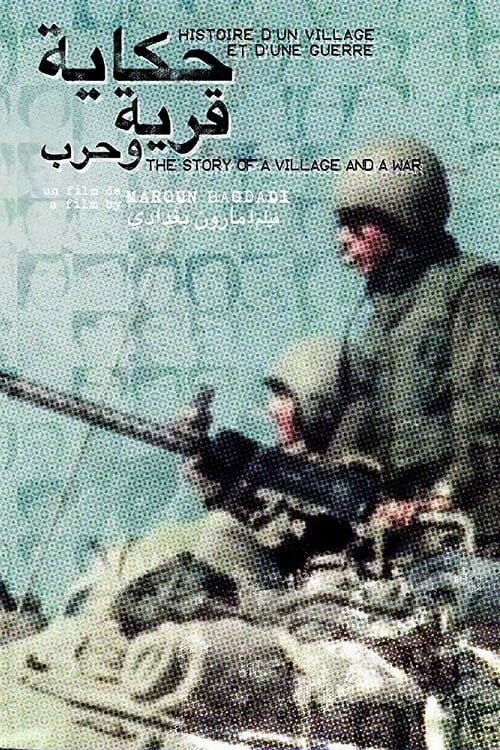 HISTOIRE D'UN VILLAGE
ET D'UNE GUERRE
حكاية
قرية
وحرب
THE STORY OF A VILLAGE AND A WAR
un film de
a film by MAROUN BAGDADI
فيلم لمارون بغدادي